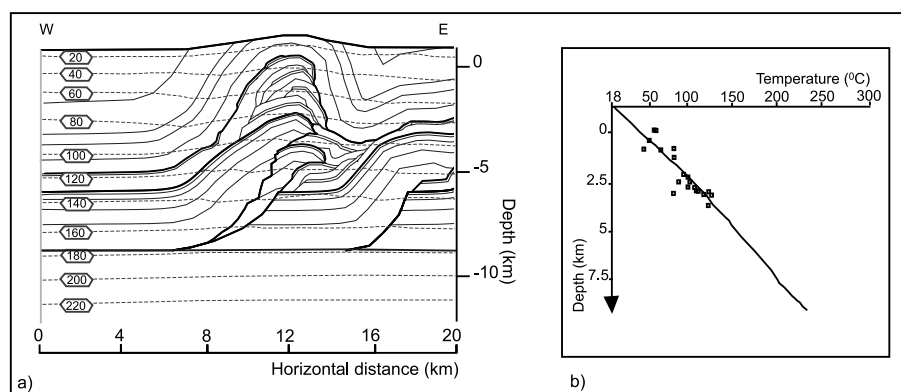 W
E
20
40
60
80
100
120
140
160
180
200
220
0
-5
-10
Depth (km)
0
4
8
12
16
20
Horizontal distance (km)
a)
Temperature (⁰C)
18 50 100 150 200 250 300
0
2.5
5
7.5
Depth (km)
b)